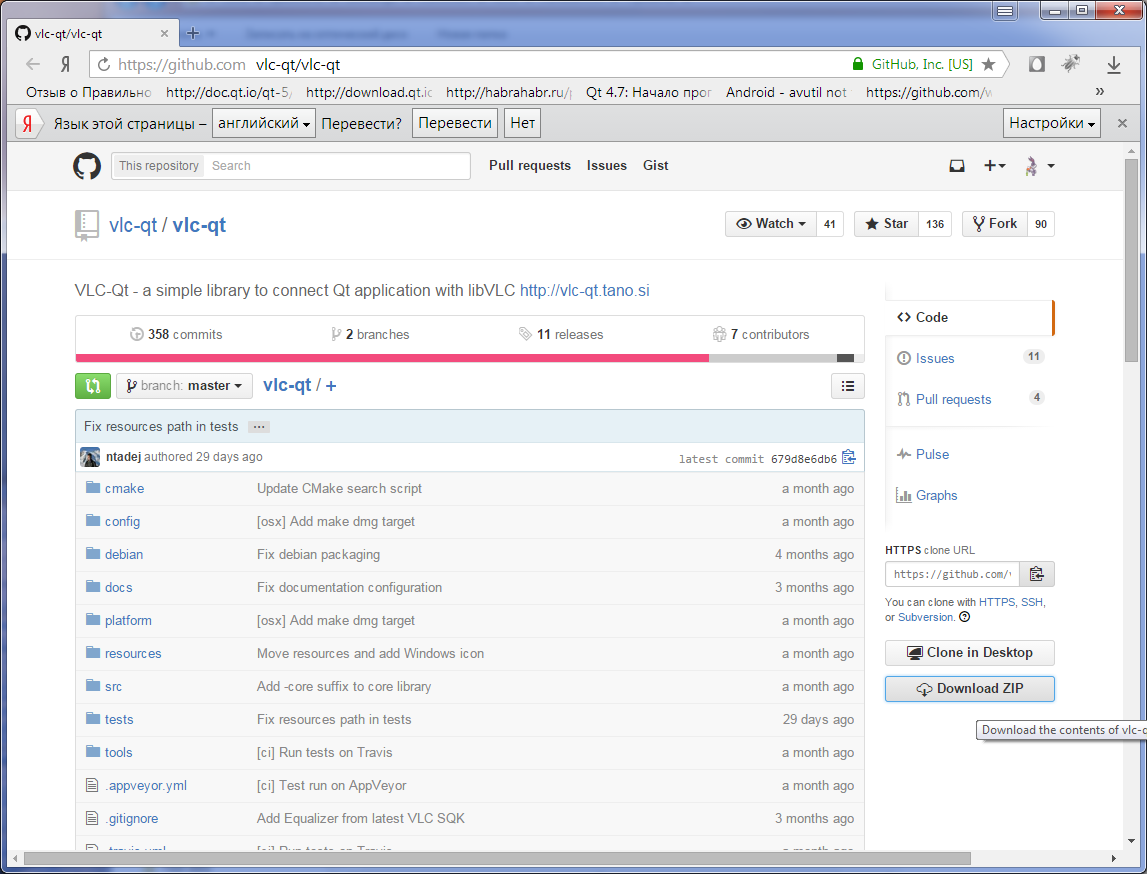 vlc-qt/vlc-qt
https://github.com vlc-qt/vlc-qt GitHub, Inc. [US]
Отзыв о Правильно http://doc.qt.io/qt-5/ http://download.qt.io http://habrahabr.ru/ Qt 4.7: Начало прог Android - avutil not https://github.com/w »
Я Язык этой страницы – английский Перевести? Перевести Нет Настройки
This repository Search Pull requests Issues Gist
vlc-qt / vlc-qt Watch 41 Star 136 Fork 90
VLC-Qt - a simple library to connect Qt application with libVLC http://vlc-qt.tano.si
358 commits 2 branches 11 releases 7 contributors
branch: master vlc-qt / +
Fix resources path in tests ...
ntadej authored 29 days ago latest commit 679d8e6db6
cmake Update CMake search script a month ago
config [osx] Add make dmg target a month ago
debian Fix debian packaging 4 months ago
docs Fix documentation configuration 3 months ago
platform [osx] Add make dmg target a month ago
resources Move resources and add Windows icon a month ago
src Add -core suffix to core library a month ago
tests Fix resources path in tests 29 days ago
tools [ci] Run tests on Travis a month ago
.appveyor.yml [ci] Test run on AppVeyor a month ago
.gitignore Add Equalizer from latest VLC SQK 3 months ago
.travis.yml [ci] Run tests on Travis a month ago
Code
Issues 11
Pull requests 4
Pulse
Graphs
HTTPS clone URL
https://github.com/
You can clone with HTTPS, SSH,
or Subversion.
Clone in Desktop
Download ZIP
Download the contents of vlc-